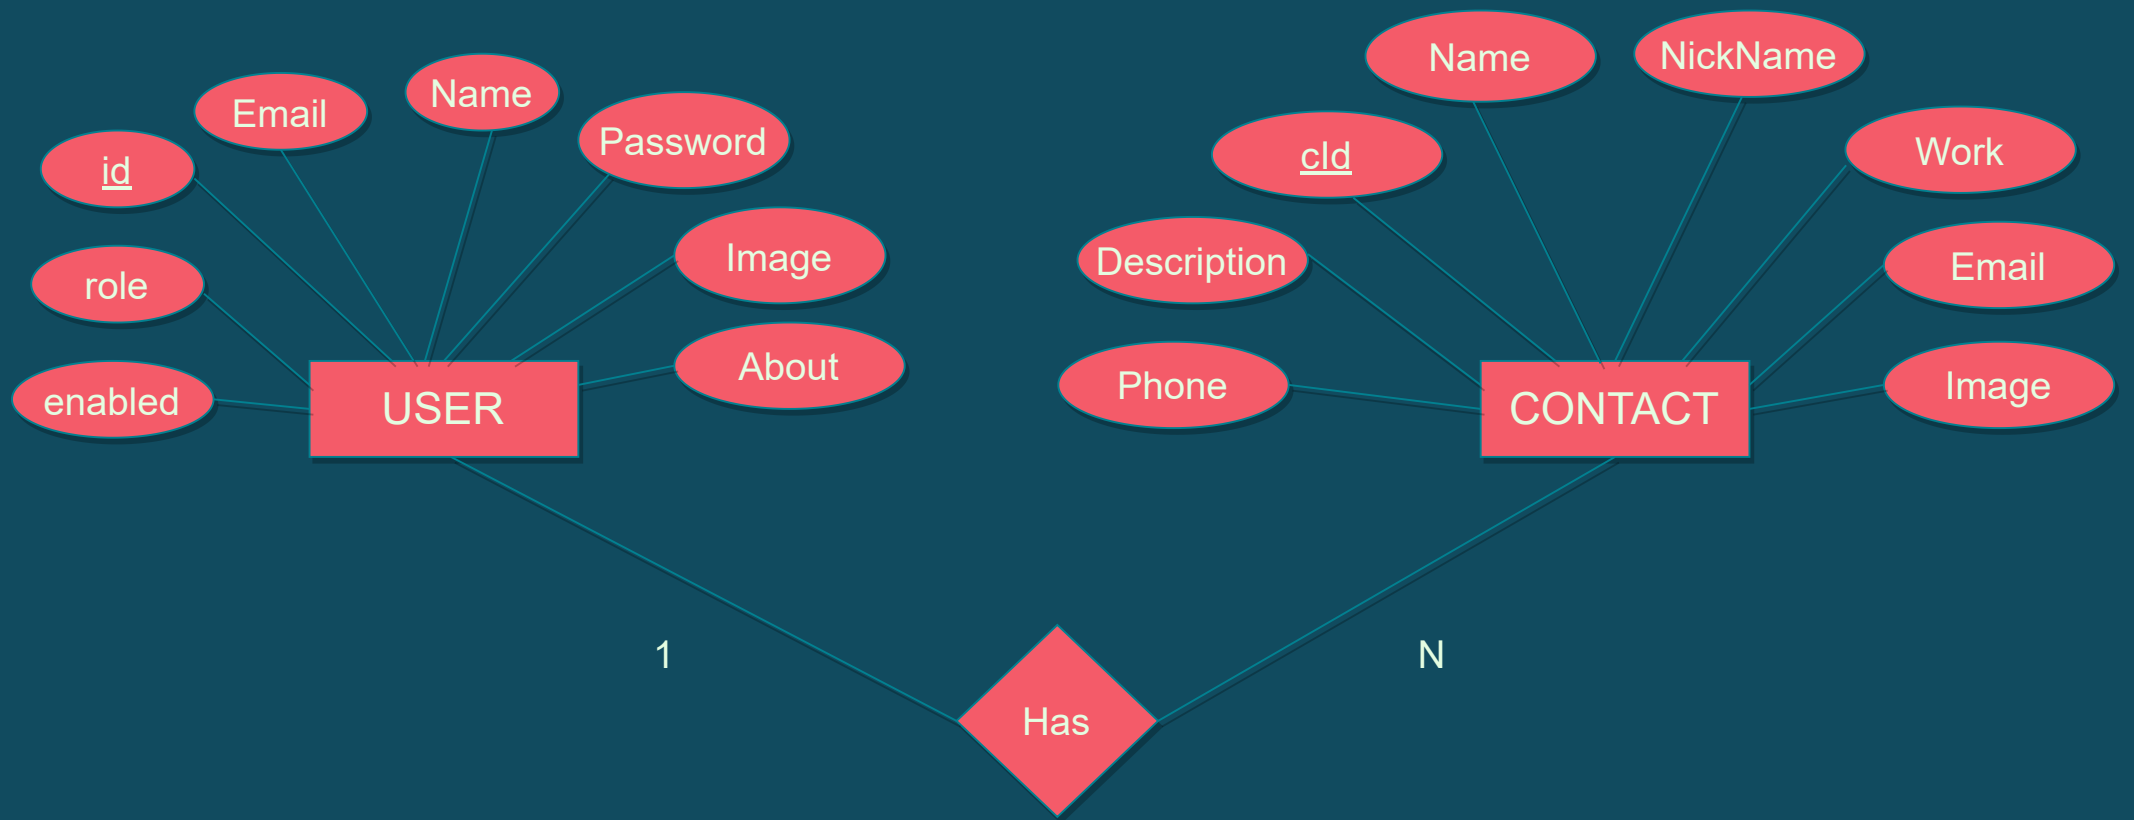 Name
NickName
Email
Name
Password
cId
Work
id
Image
Description
Email
role
About
Phone
Image
enabled
USER
CONTACT
1
N
Has